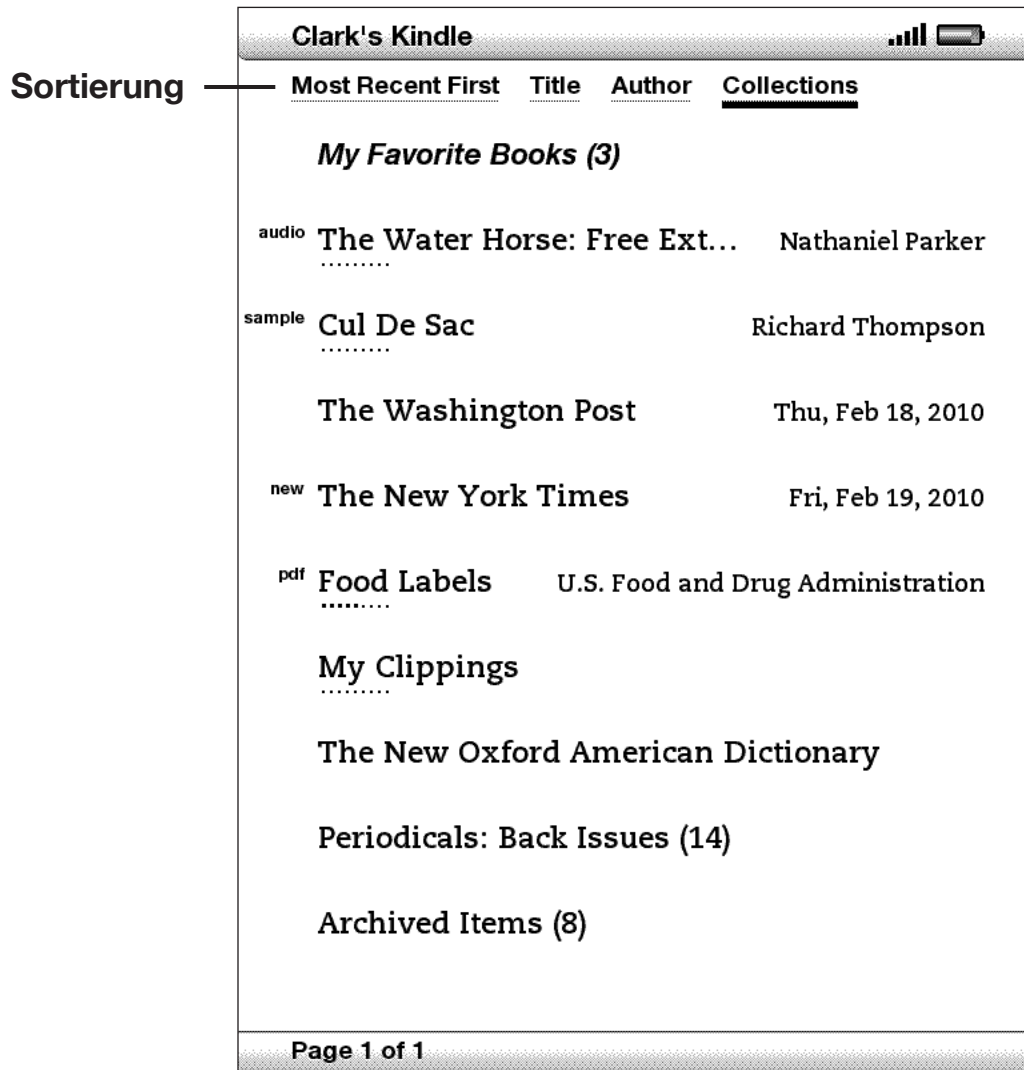 Clark's Kindle
Sortierung
Most Recent First Title Author Collections
My Favorite Books (3)
audio The Water Horse: Free Ext... Nathaniel Parker
sample Cul De Sac Richard Thompson
The Washington Post Thu, Feb 18, 2010
new The New York Times Fri, Feb 19, 2010
pdf Food Labels U.S. Food and Drug Administration
My Clippings
The New Oxford American Dictionary
Periodicals: Back Issues (14)
Archived Items (8)
Page 1 of 1